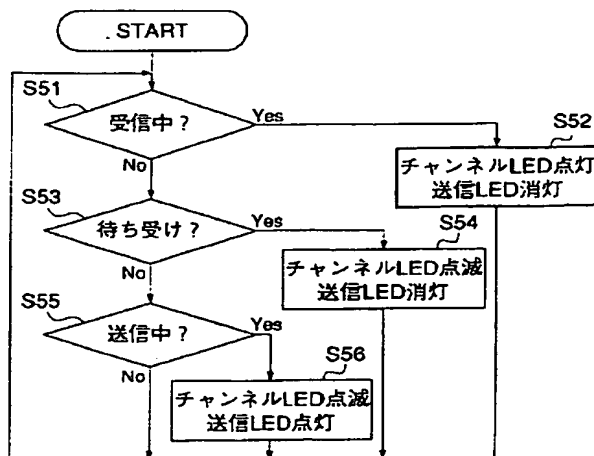 START
S51
受信中?
Yes
No
S52
チャンネルLED点灯
送信LED消灯
S53
待ち受け?
Yes
No
S54
チャンネルLED点滅
送信LED消灯
S55
送信中?
Yes
No
S56
チャンネルLED点滅
送信LED点灯